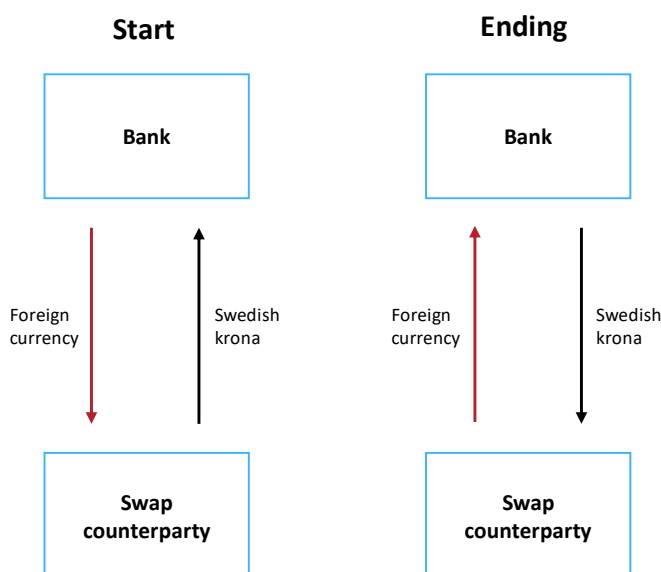 Start
Ending
Bank
Bank
Foreign
currency
Swedish
krona
Foreign
currency
Swedish
krona
Swap
counterparty
Swap
counterparty